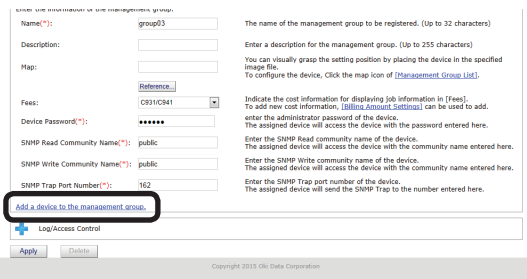 Enter the information of the management group.
Name(*): group03 The name of the management group to be registered. (Up to 32 characters)
Description: Enter a description for the management group. (Up to 255 characters)
Map: You can visually grasp the setting position by placing the device in the specified
image file.
To configure the device, Click the map icon of [Management Group List].
Reference...
Fees: C931/C941 Indicate the cost information for displaying Job information in [Fees].
To add new cost information, [Billing Amount Settings] can be used to add.
Device Password(*): •••••• enter the administrator password of the device.
The assigned device will access the device with the password entered here.
SNMP Read Community Name(*): public Enter the SNMP Read community name of the device.
The assigned device will access the device with the community name entered here.
SNMP Write Community Name(*): public Enter the SNMP Write community name of the device.
The assigned device will access the device with the community name entered here.
SNMP Trap Port Number(*): 162 Enter the SNMP Trap port number of the device.
The assigned device will send the SNMP Trap to the number entered here.
Add a device to the management group.
Log/Access Control
Apply Delete
Copyright 2015 Oki Data Corporation